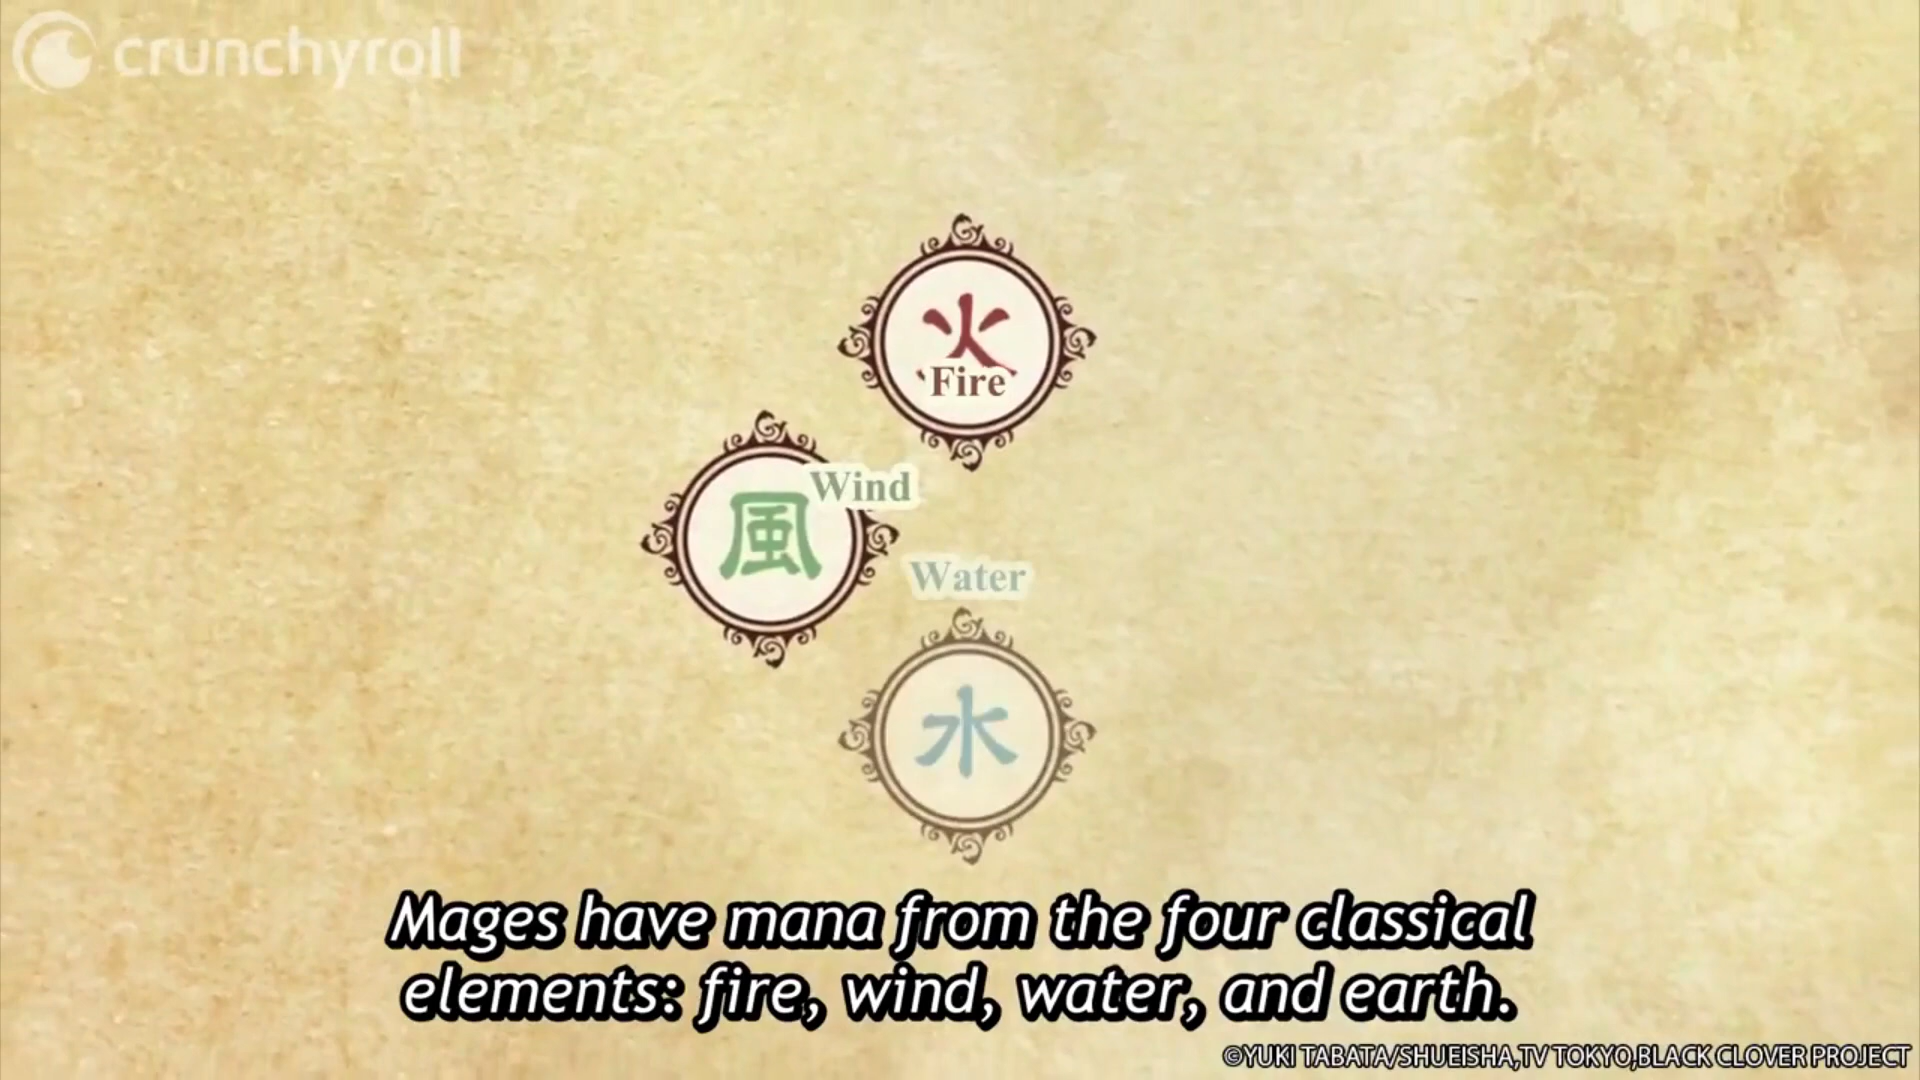 crunchyroll
火
Fire
風
Wind
Water
水
Mages have mana from the four classical
elements: fire, wind, water, and earth.
©YUKI TABATA/SHUEISHA,TV TOKYO,BLACK CLOVER PROJECT